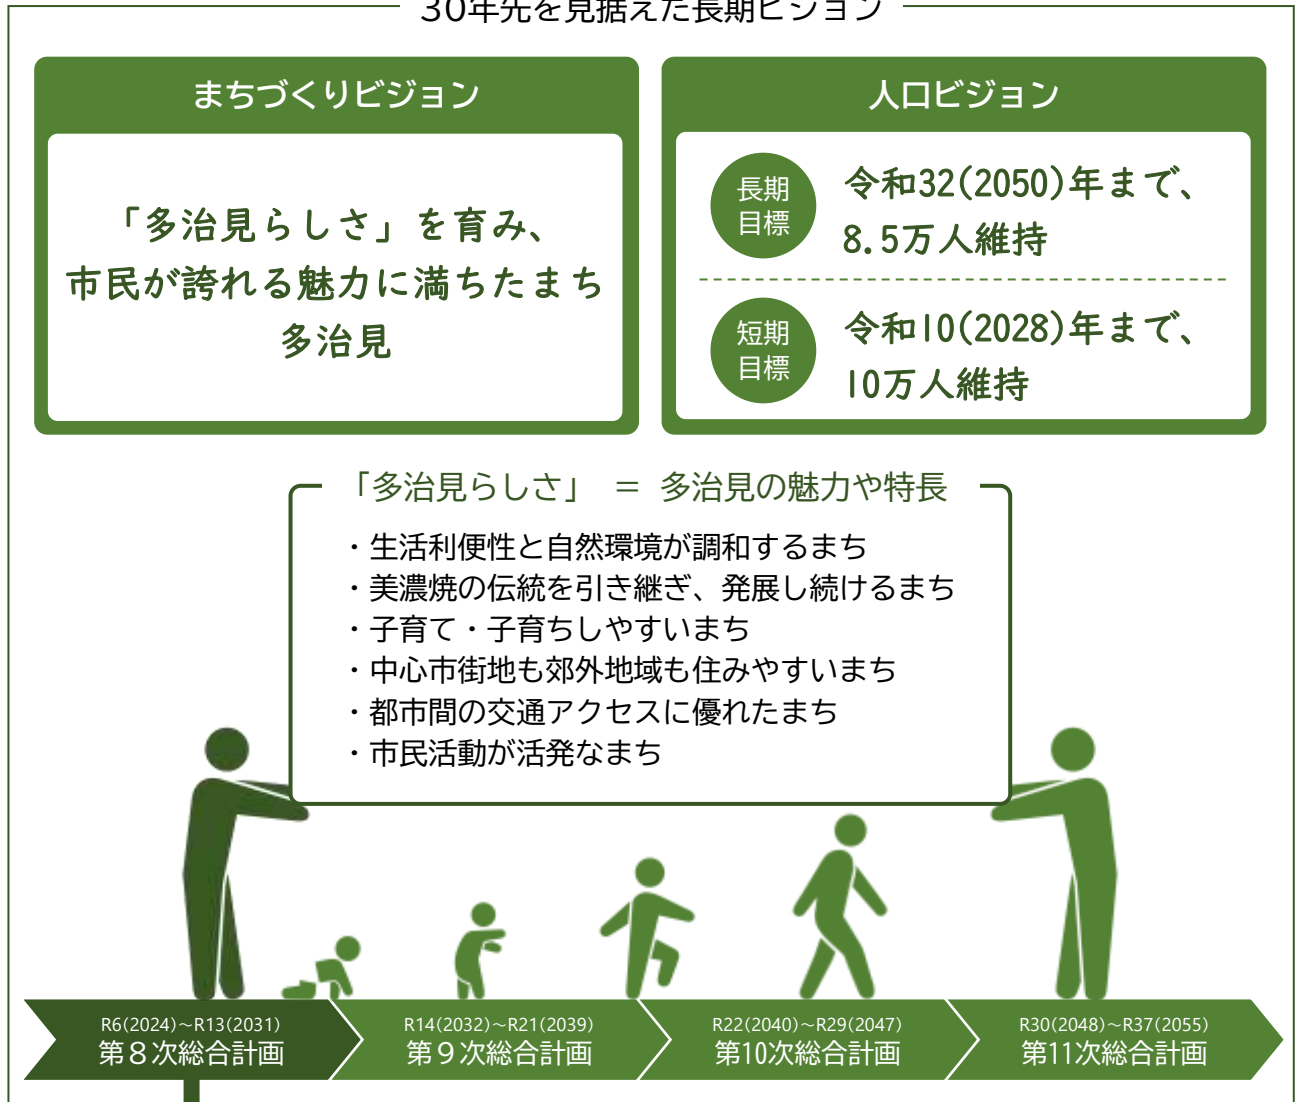 30年先を見据えた長期ビジョン
まちづくりビジョン
「多治見らしさ」を育み、
市民が誇れる魅力に満ちたまち
多治見
人口ビジョン
長期
目標
令和32(2050)年まで、
8.5万人維持
短期
目標
令和10(2028)年まで、
10万人維持
「多治見らしさ」 ＝ 多治見の魅力や特長
・生活利便性と自然環境が調和するまち
・美濃焼の伝統を引き継ぎ、発展し続けるまち
・子育て・子育ちしやすいまち
・中心市街地も郊外地域も住みやすいまち
・都市間の交通アクセスに優れたまち
・市民活動が活発なまち
R6(2024)～R13(2031)
第８次総合計画
R14(2032)～R21(2039)
第９次総合計画
R22(2040)～R29(2047)
第10次総合計画
R30(2048)～R37(2055)
第11次総合計画